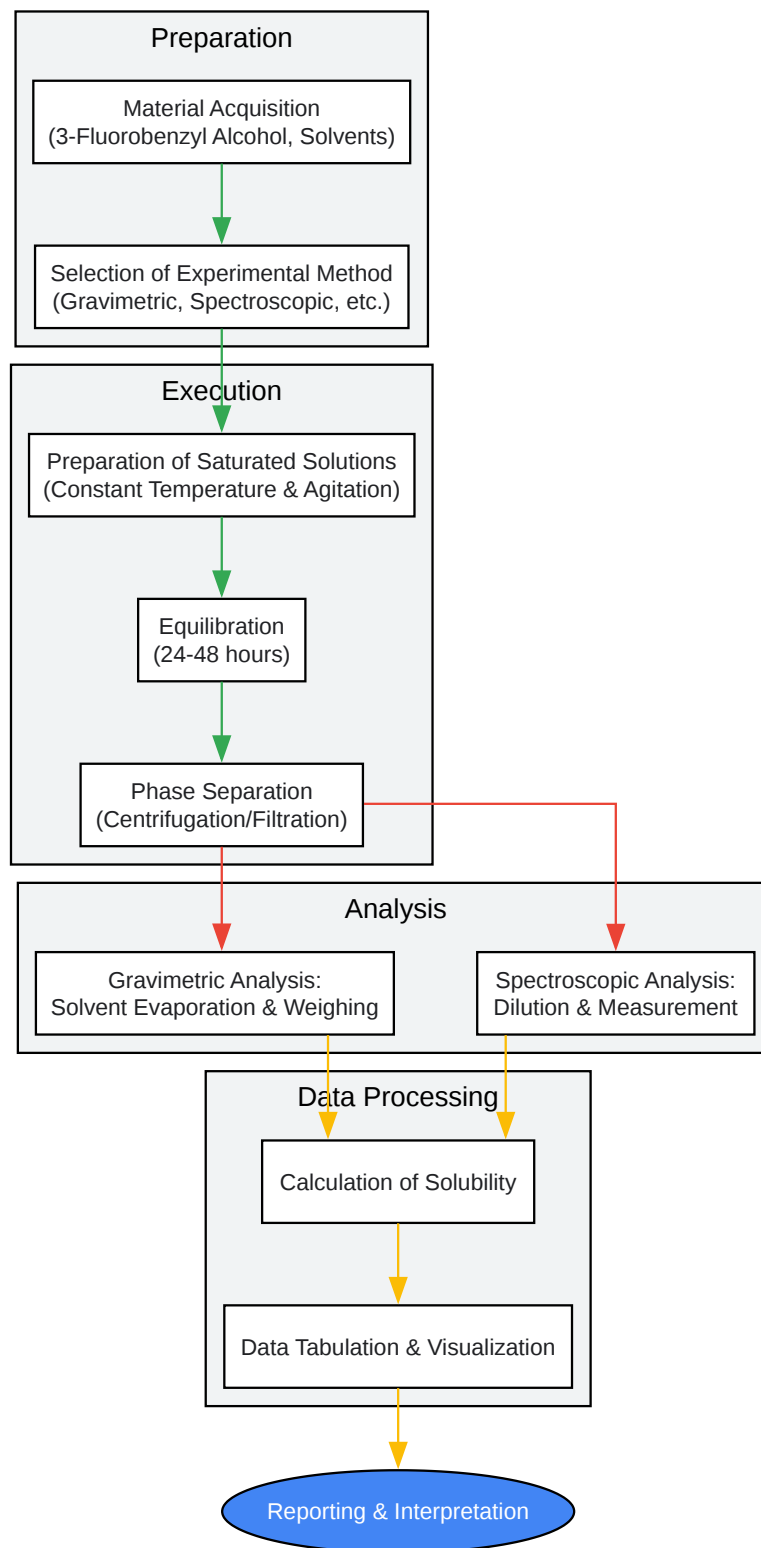 Preparation
Material Acquisition
(3-Fluorobenzyl Alcohol, Solvents)
Selection of Experimental Method
(Gravimetric, Spectroscopic, etc.)
Execution
Preparation of Saturated Solutions
(Constant Temperature & Agitation)
Equilibration
(24-48 hours)
Phase Separation
(Centrifugation/Filtration)
Analysis
Gravimetric Analysis:
Solvent Evaporation & Weighing
Spectroscopic Analysis:
Dilution & Measurement
Data Processing
Calculation of Solubility
Data Tabulation & Visualization
Reporting & Interpretation